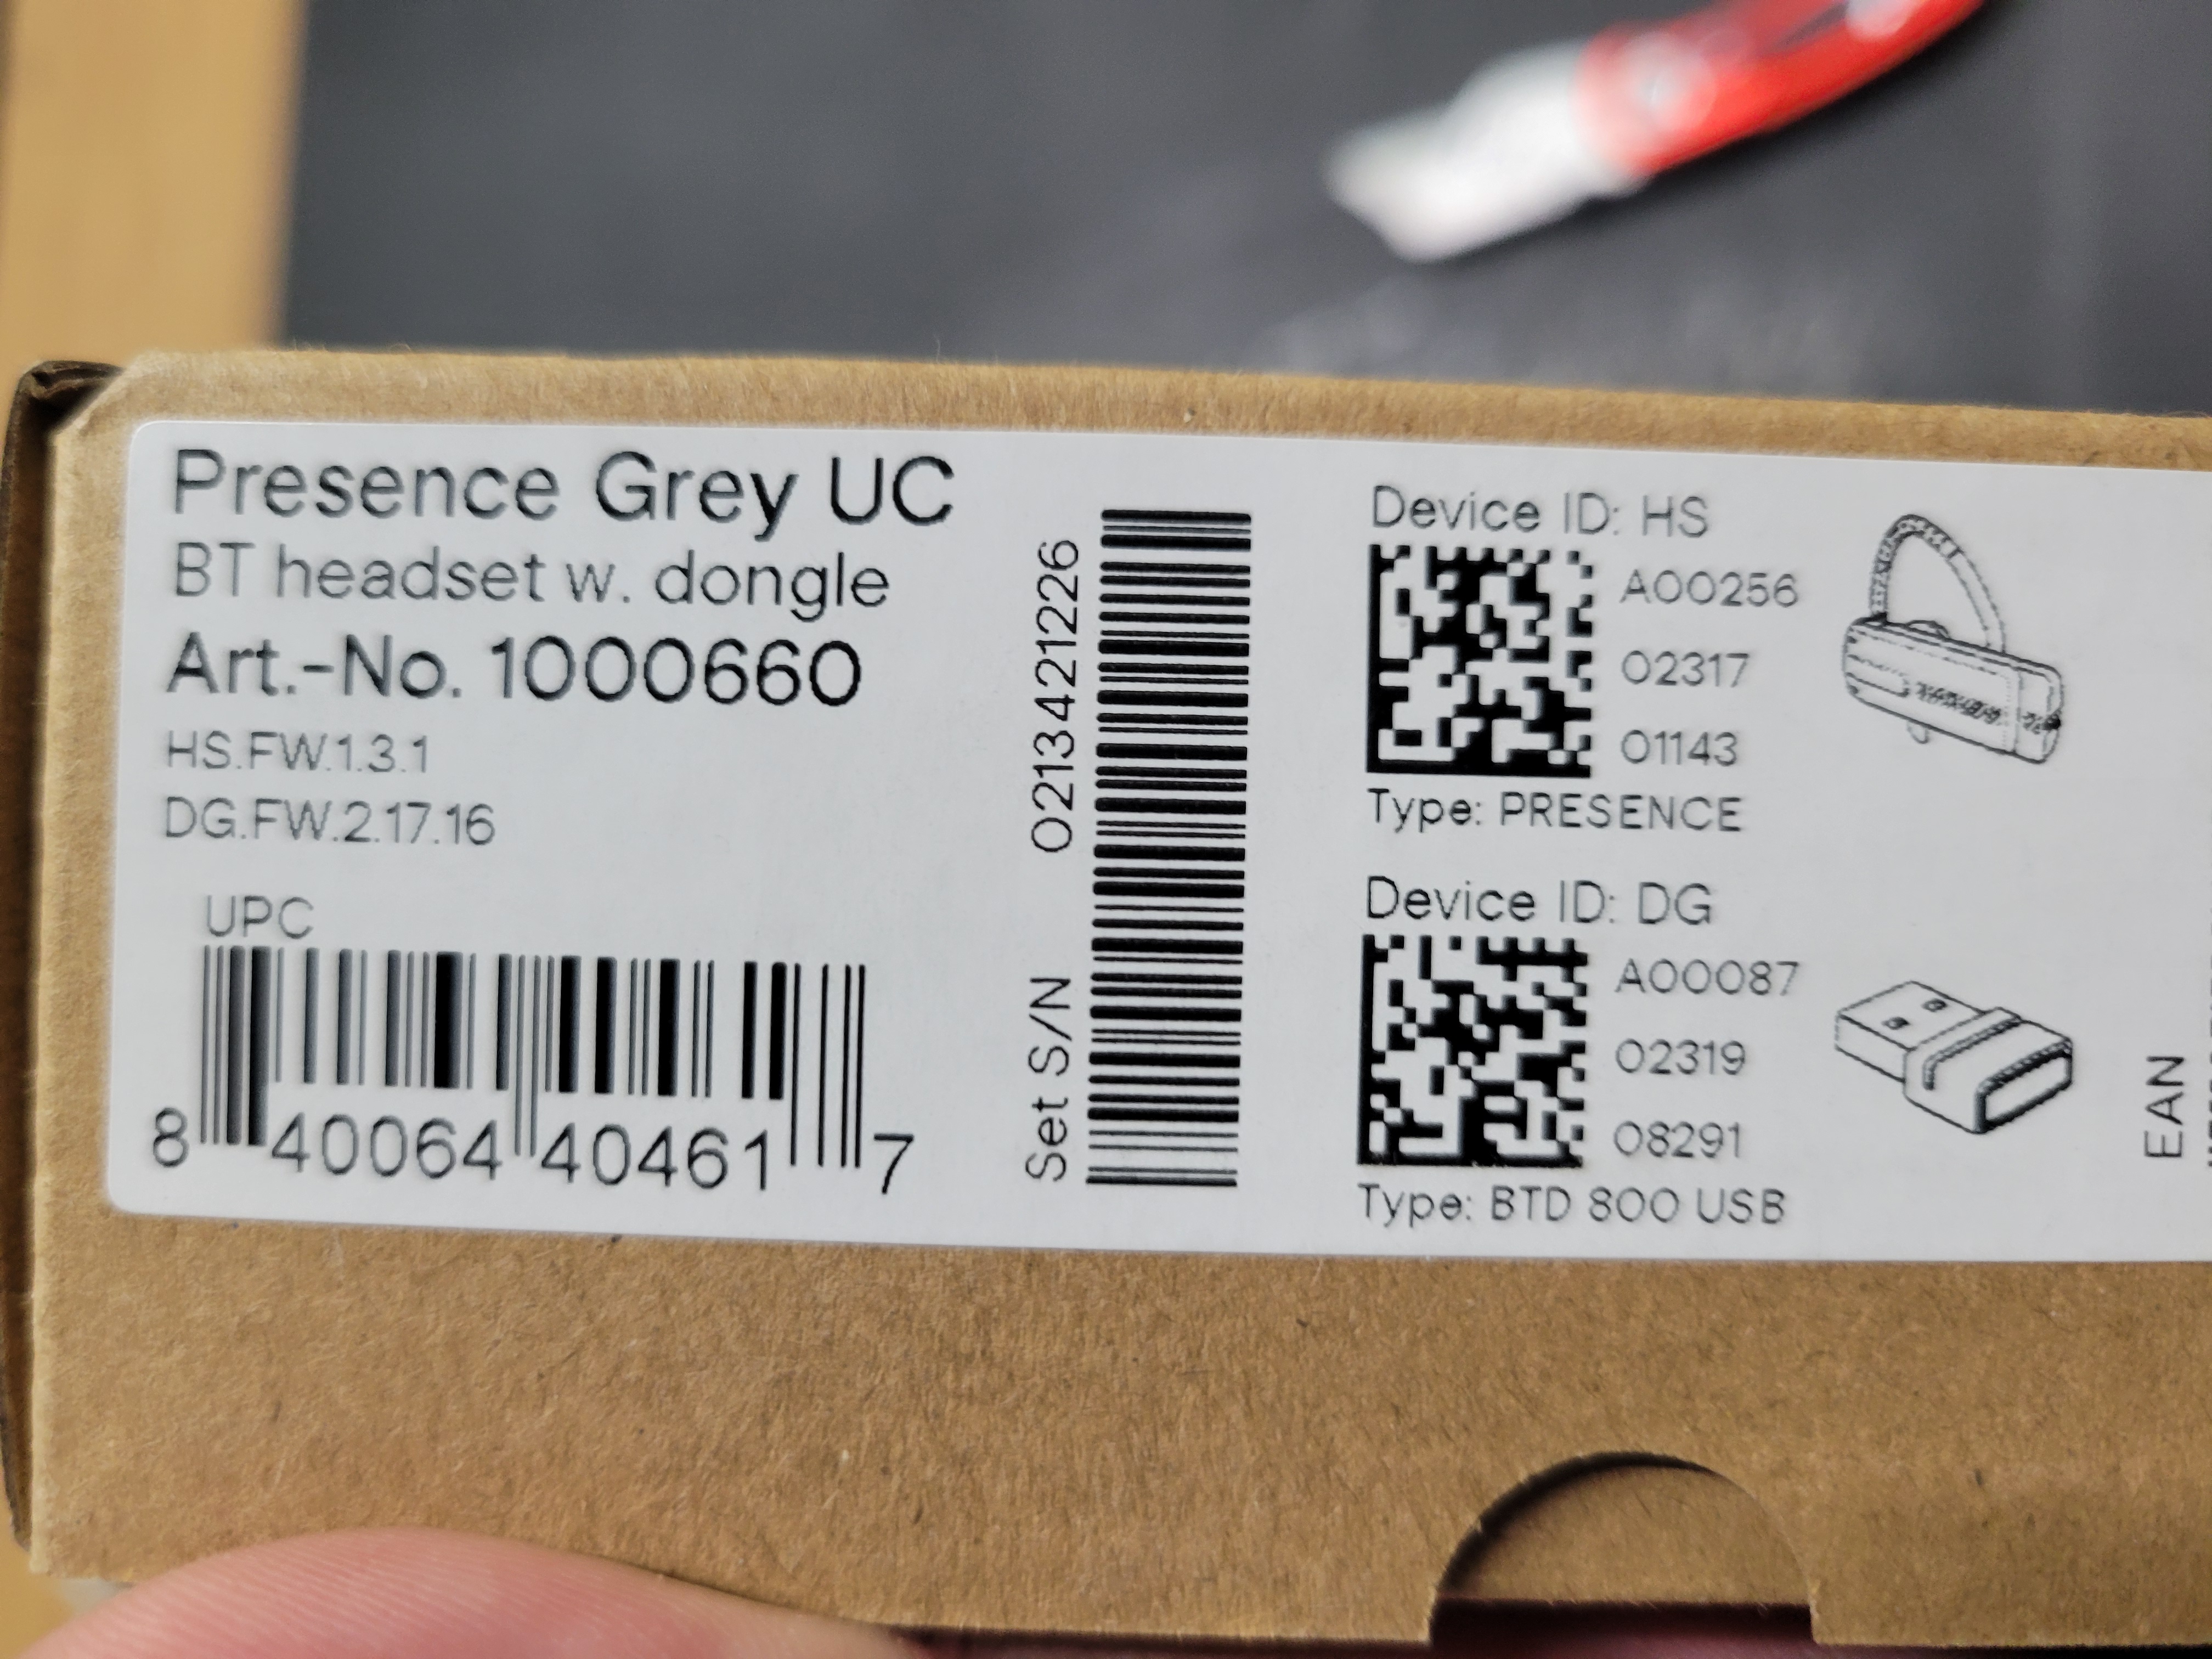 Presence Grey UC
BT headset w. dongle
Art.-No. 1000660
HS.FW.1.3.1
DG.FW.2.17.16
UPC
8 40064 40461 7
Set S/N 0213421226
Device ID: HS
A00256
02317
01143
Type: PRESENCE
Device ID: DG
A00087
02319
08291
Type: BTD 800 USB
EAN